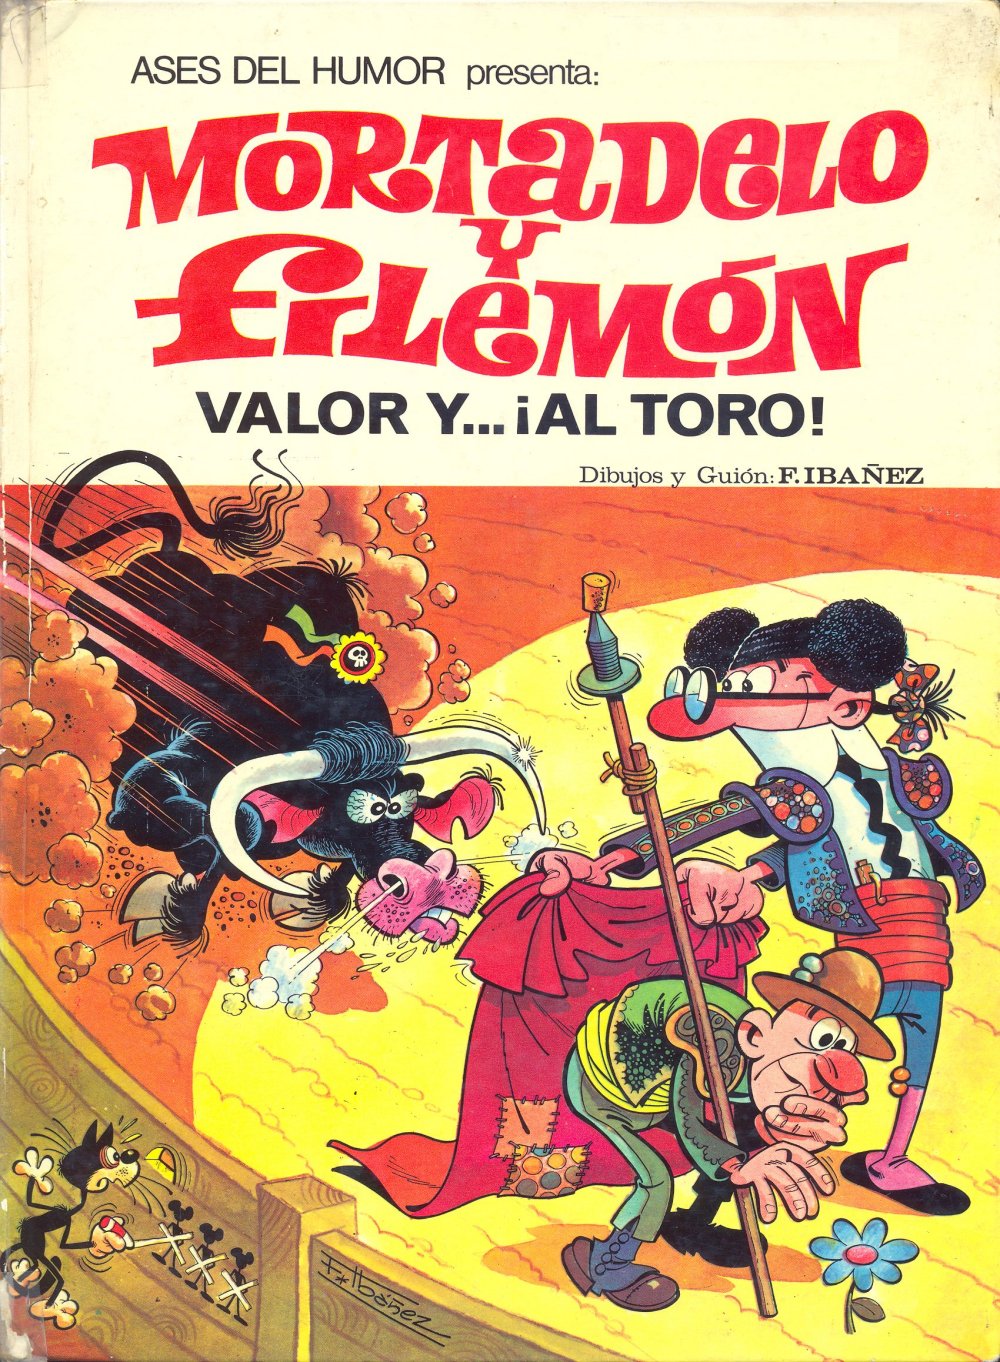 ASES DEL HUMOR presenta:
MORTADELO
Y
FILEMÓN
VALOR Y... ¡AL TORO!
Dibujos y Guión: F. IBAÑEZ
F. Ibáñez